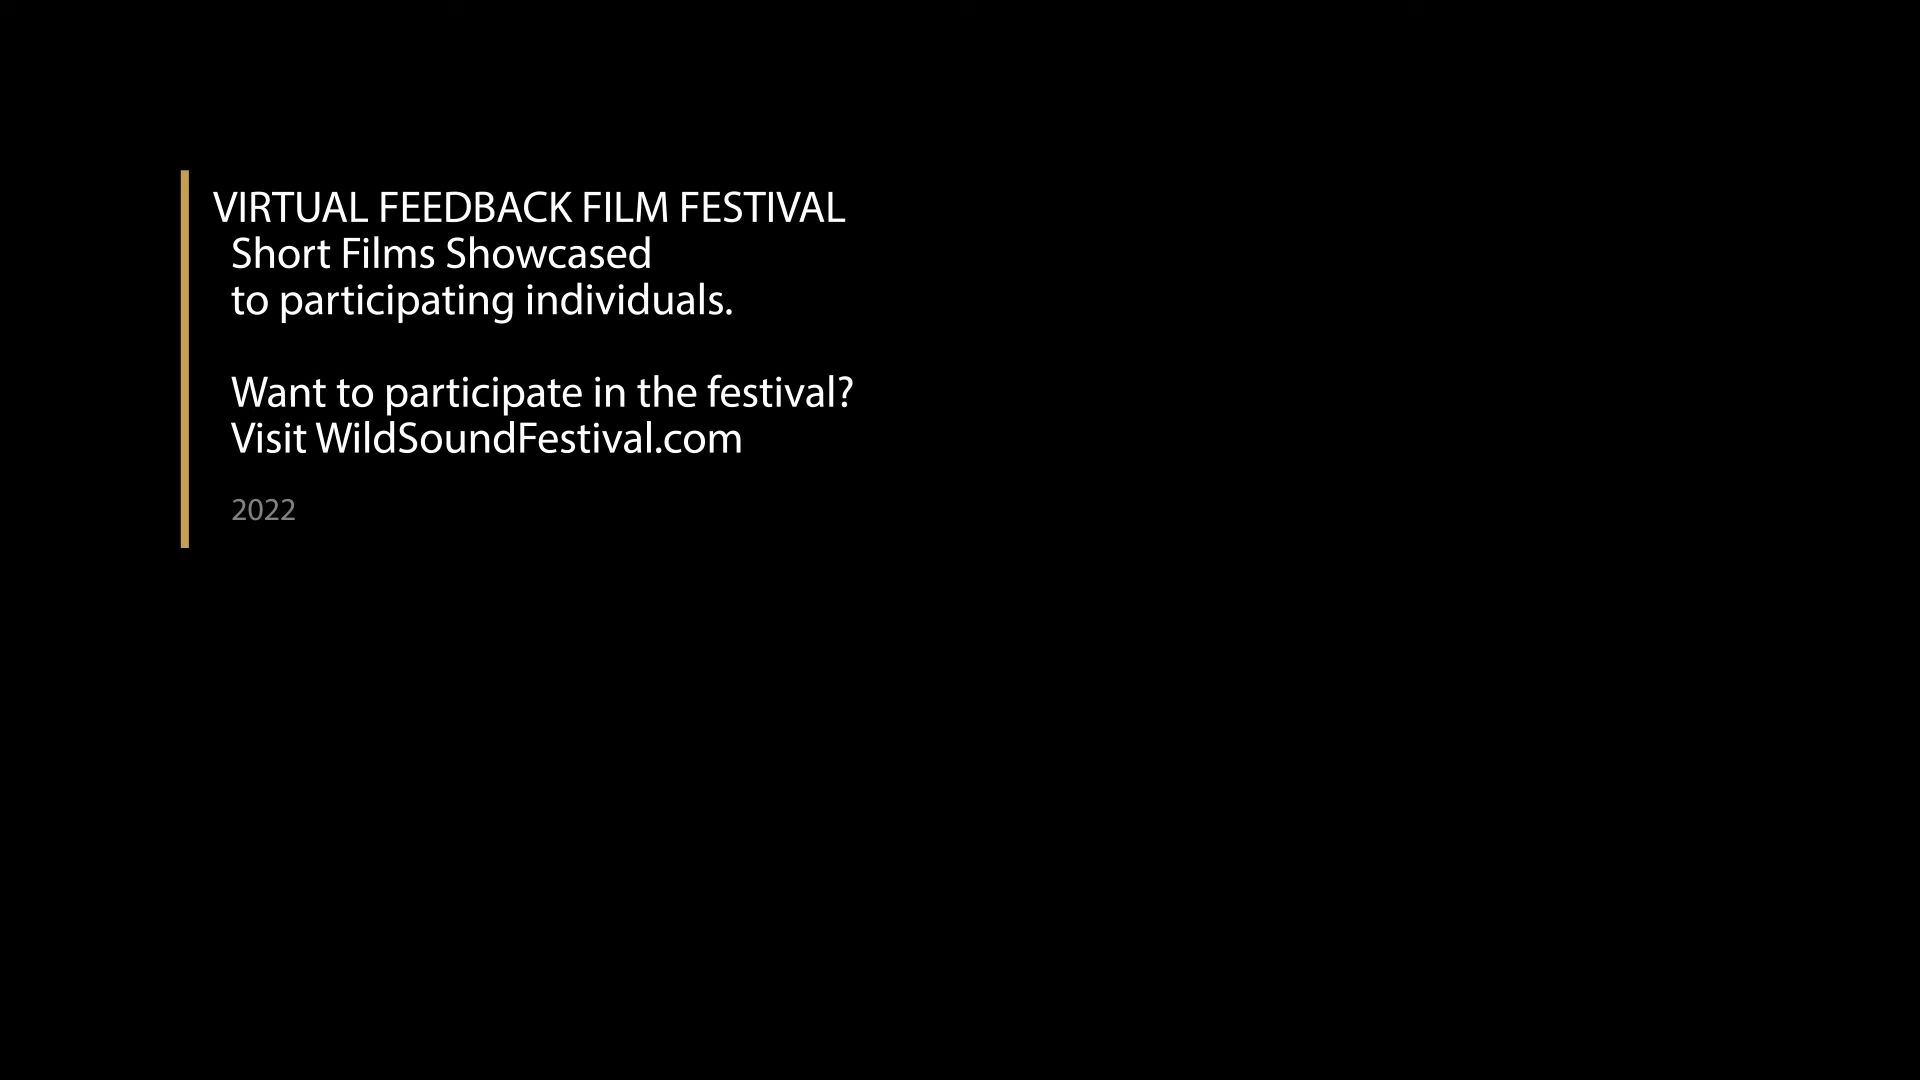 VIRTUAL FEEDBACK FILM FESTIVAL
Short Films Showcased
to participating individuals.
Want to participate in the festival?
Visit WildSoundFestival.com
2022